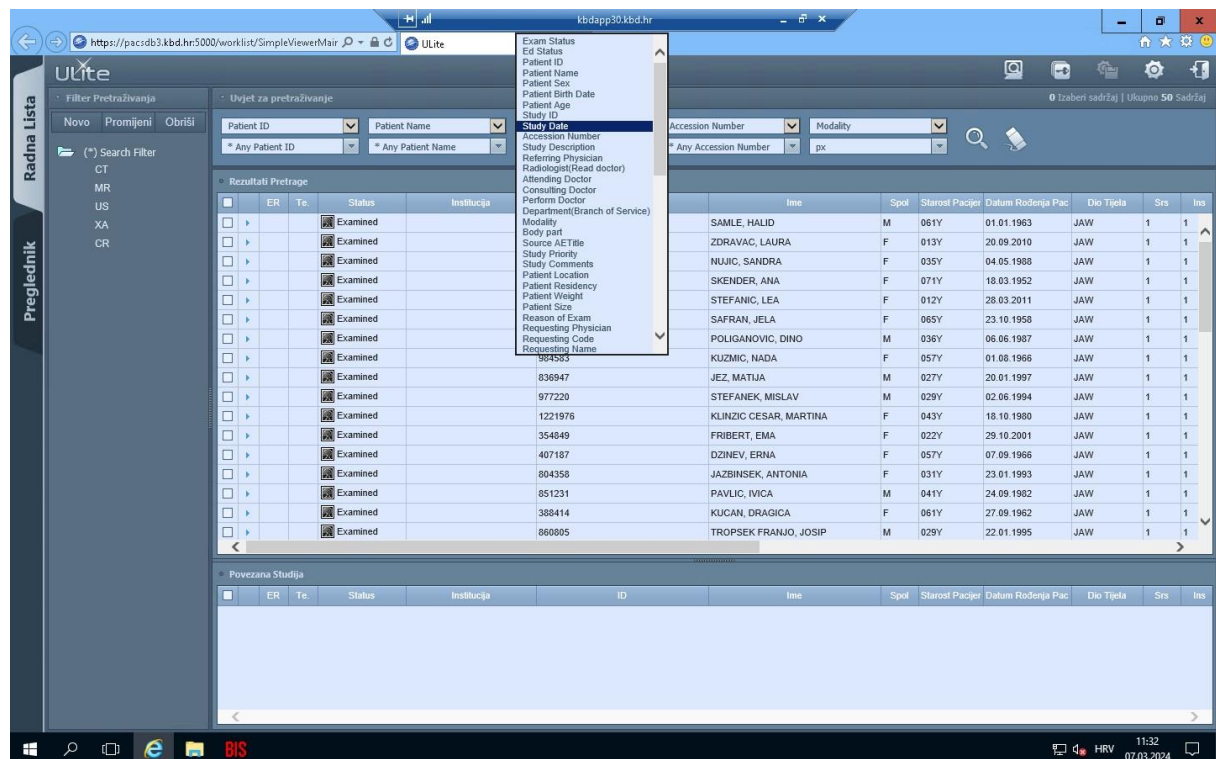 kbdapp30.kbd.hr
https://pacsdb3.kbd.hr:5000/worklist/SimpleViewerMair
ULite
ULite
Radna Lista
Preglednik
Filter Pretraživanja
Novo Promijeni Obriši
(*) Search Filter
CT
MR
US
XA
CR
Uvjet za pretraživanje
0 Izaberi sadržaj | Ukupno 50 Sadržaj
Patient ID Patient Name Accession Number Modality
* Any Patient ID * Any Patient Name * Any Accession Number px
Exam Status
Ed Status
Patient ID
Patient Name
Patient Sex
Patient Birth Date
Patient Age
Study ID
Study Date
Accession Number
Study Description
Referring Physician
Radiologist(Read doctor)
Attending Doctor
Consulting Doctor
Perform Doctor
Department(Branch of Service)
Modality
Body part
Source AETitle
Study Priority
Study Comments
Patient Location
Patient Residency
Patient Weight
Patient Size
Reason of Exam
Requesting Physician
Requesting Code
Requesting Name
Rezultati Pretrage
ER Te. Status Institucija Ime Spol Starost Pacijer Datum Rođenja Pac Dio Tijela Srs Ins
Examined SAMLE, HALID M 061Y 01.01.1963 JAW 1 1
Examined ZDRAVAC, LAURA F 013Y 20.09.2010 JAW 1 1
Examined NUJIC, SANDRA F 035Y 04.05.1988 JAW 1 1
Examined SKENDER, ANA F 071Y 18.03.1952 JAW 1 1
Examined STEFANIC, LEA F 012Y 28.03.2011 JAW 1 1
Examined SAFRAN, JELA F 065Y 23.10.1958 JAW 1 1
Examined POLIGANOVIC, DINO M 036Y 06.06.1987 JAW 1 1
Examined 984583 KUZMIC, NADA F 057Y 01.08.1966 JAW 1 1
Examined 836947 JEZ, MATIJA M 027Y 20.01.1997 JAW 1 1
Examined 977220 STEFANEK, MISLAV M 029Y 02.06.1994 JAW 1 1
Examined 1221976 KLINZIC CESAR, MARTINA F 043Y 18.10.1980 JAW 1 1
Examined 354849 FRIBERT, EMA F 022Y 29.10.2001 JAW 1 1
Examined 407187 DZINEV, ERNA F 057Y 07.09.1966 JAW 1 1
Examined 804358 JAZBINSEK, ANTONIA F 031Y 23.01.1993 JAW 1 1
Examined 851231 PAVLIC, IVICA M 041Y 24.09.1982 JAW 1 1
Examined 388414 KUCAN, DRAGICA F 061Y 27.09.1962 JAW 1 1
Examined 860805 TROPSEK FRANJO, JOSIP M 029Y 22.01.1995 JAW 1 1
Povezana Studija
ER Te. Status Institucija ID Ime Spol Starost Pacijer Datum Rođenja Pac Dio Tijela Srs Ins
BIS
HRV
11:32
07.03.2024